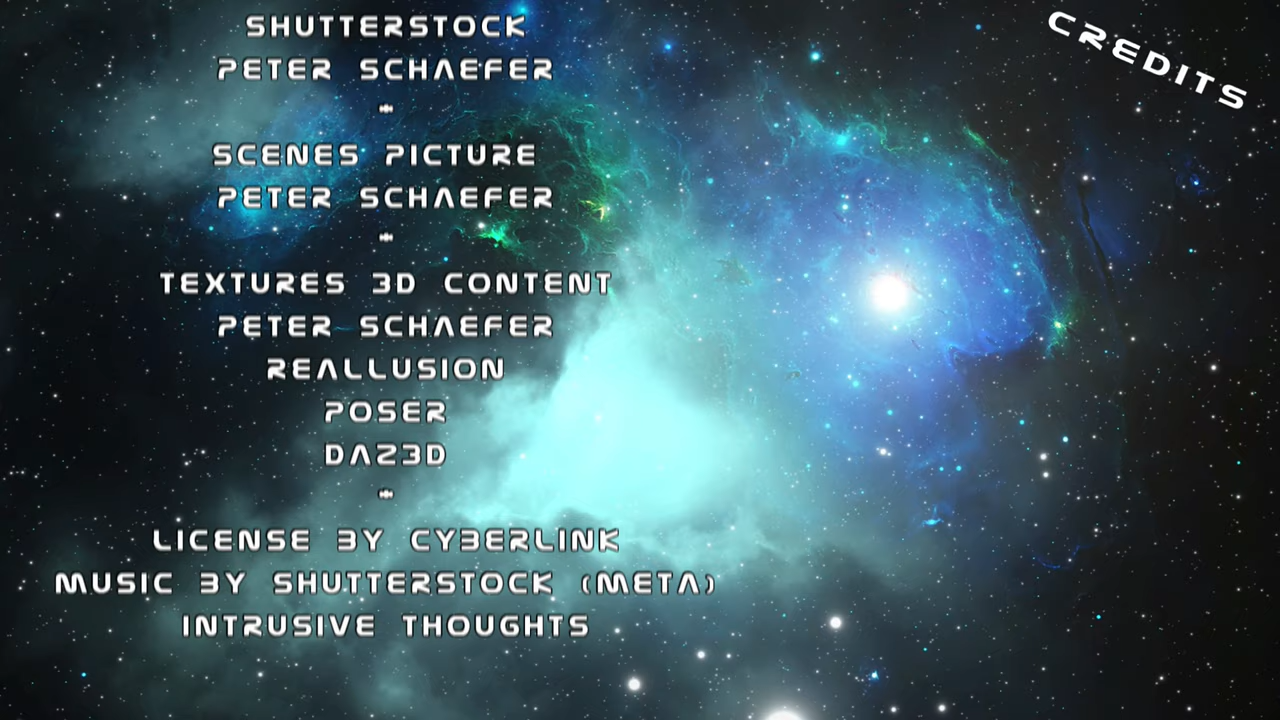 CREDITS
SHUTTERSTOCK
PETER SCHAEFER
SCENES PICTURE
PETER SCHAEFER
TEXTURES 3D CONTENT
PETER SCHAEFER
REALLUSION
POSER
DAZ3D
LICENSE BY CYBERLINK
MUSIC BY SHUTTERSTOCK (META)
INTRUSIVE THOUGHTS